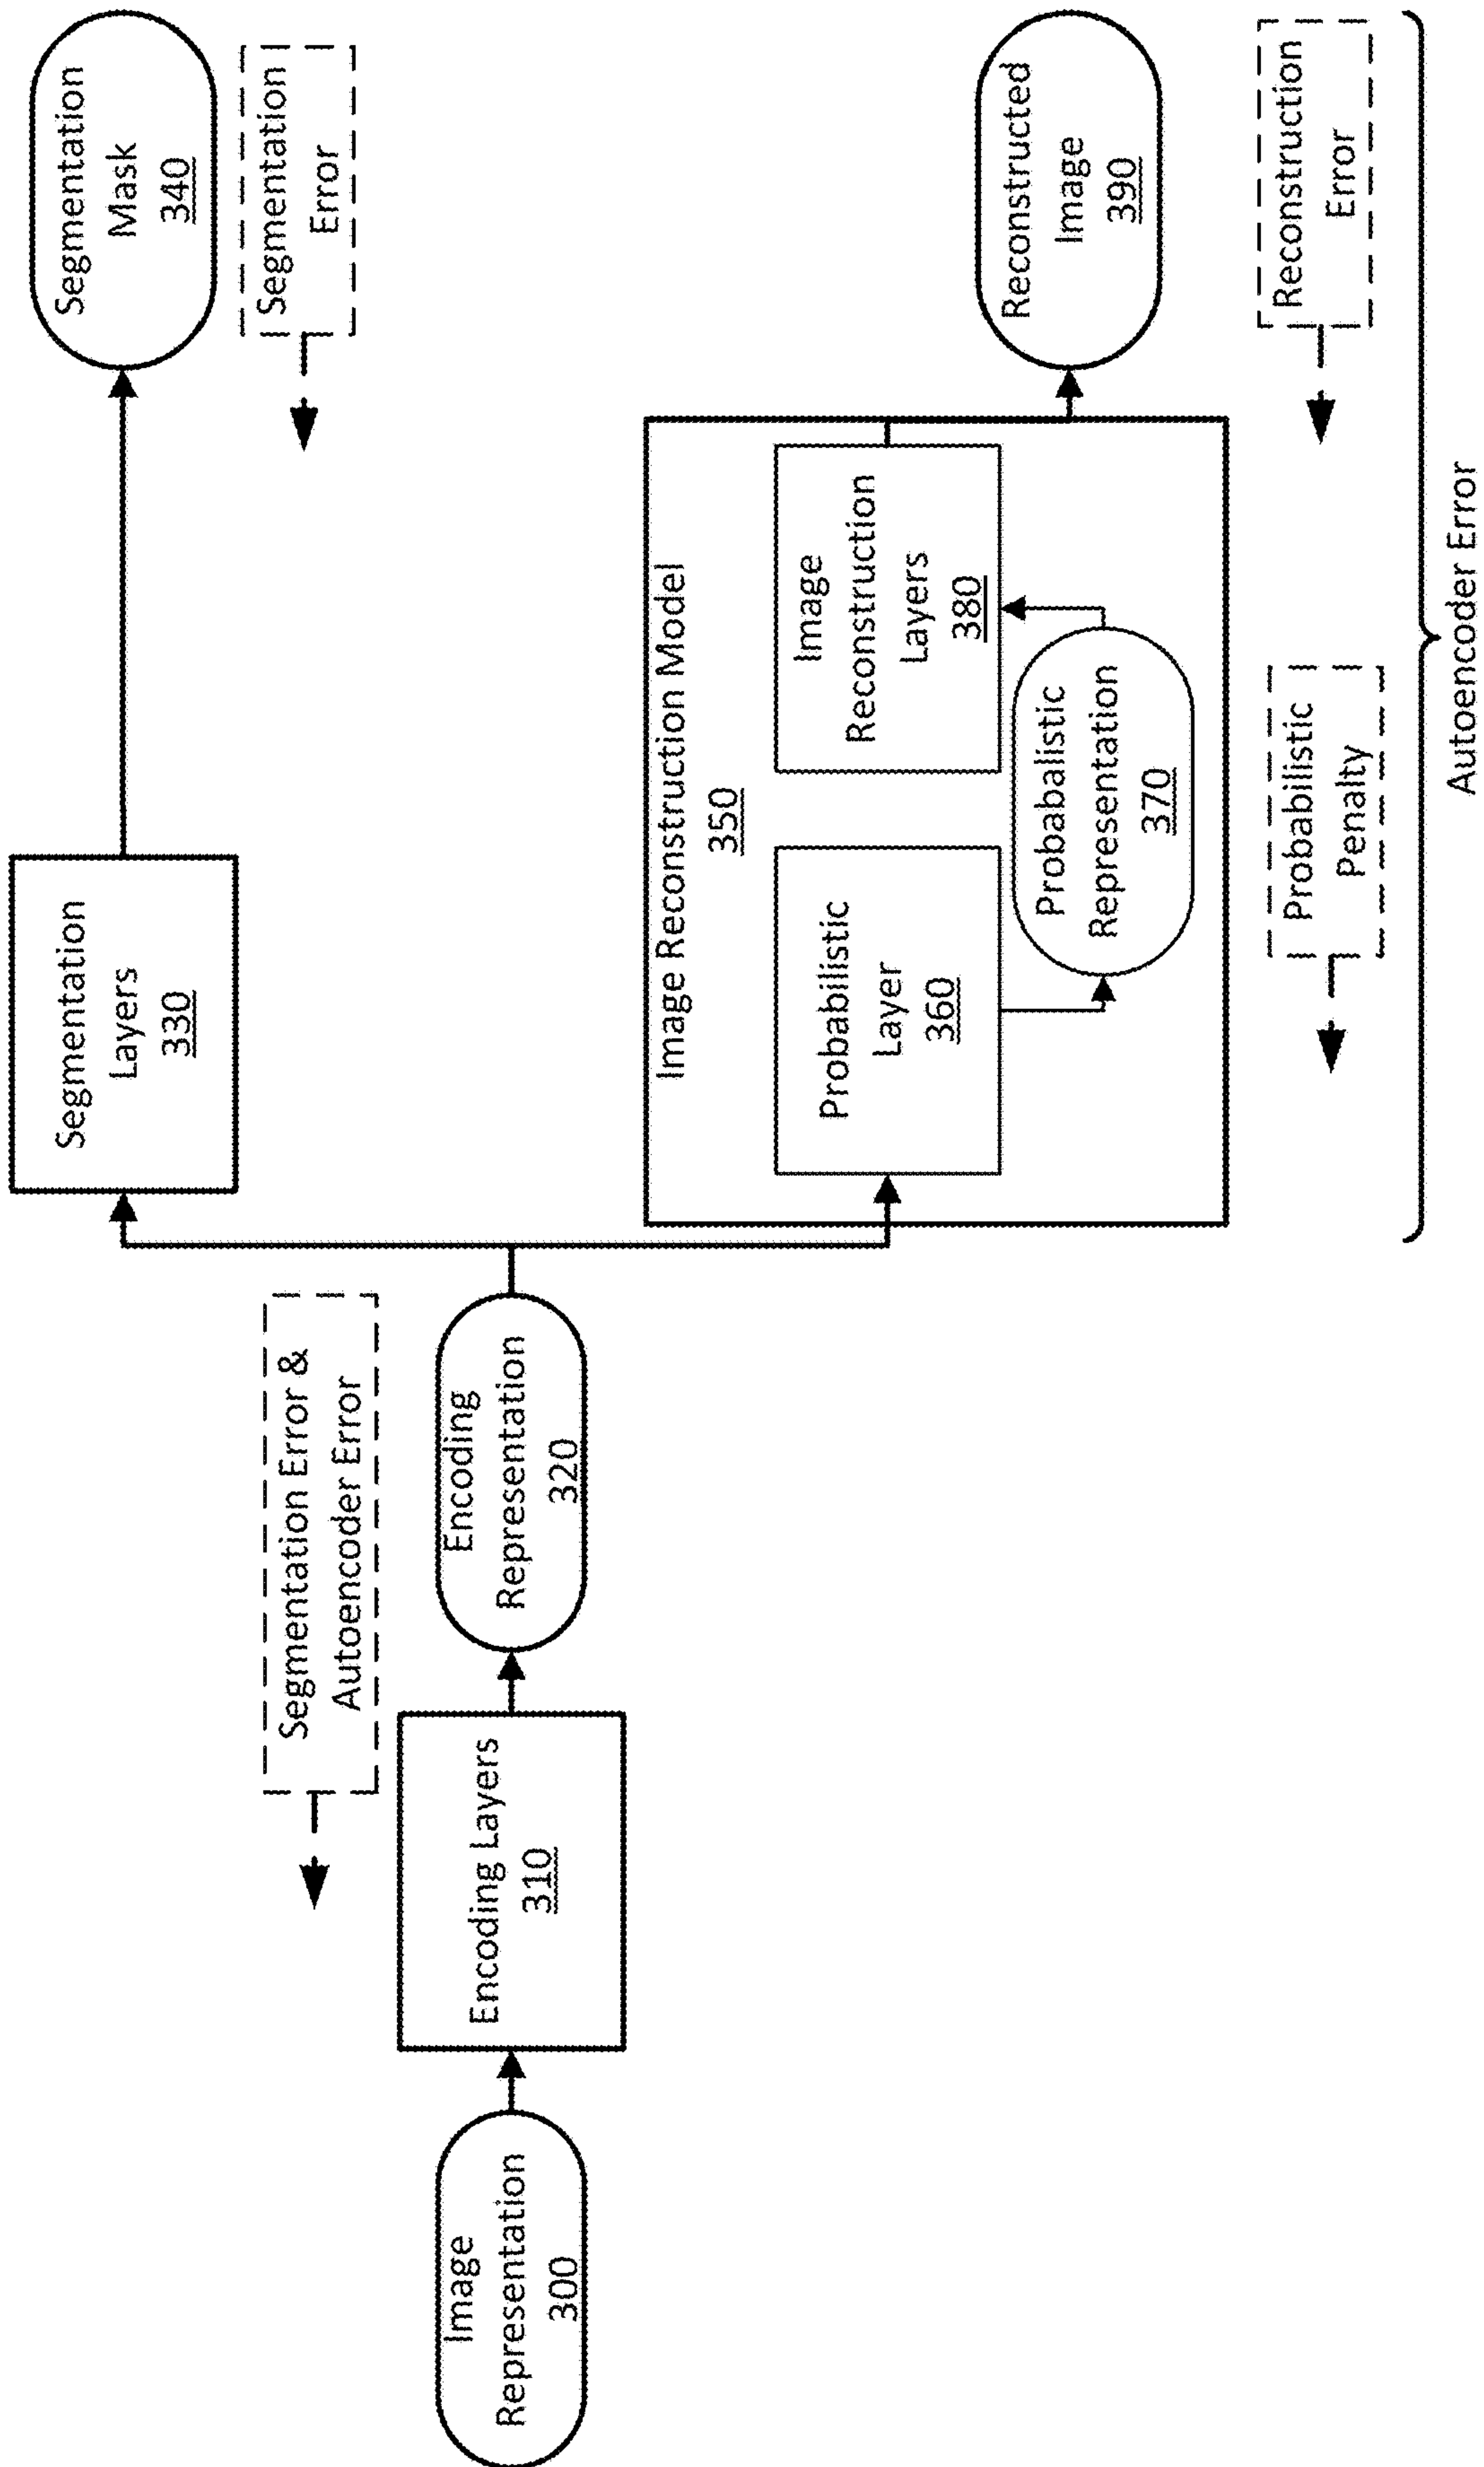 Image
Representation
300
Encoding Layers
310
Segmentation Error &
Autoencoder Error
Encoding
Representation
320
Segmentation
Layers
330
Segmentation
Mask
340
Segmentation
Error
Image Reconstruction Model
350
Probabilistic
Layer
360
Probabalistic
Representation
370
Image
Reconstruction
Layers
380
Reconstructed
Image
390
Probabilistic
Penalty
Reconstruction
Error
Autoencoder Error